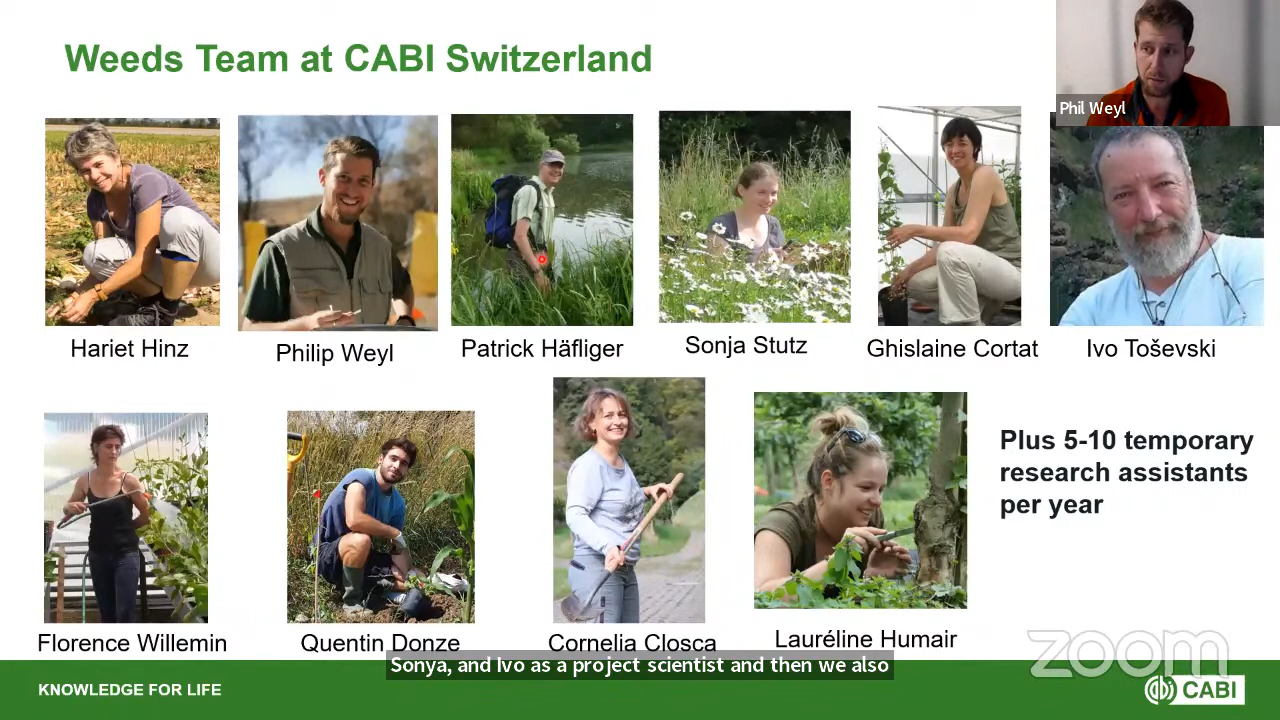 Weeds Team at CABI Switzerland
Phil Weyl
Hariet Hinz
Philip Weyl
Patrick Häfliger
Sonja Stutz
Ghislaine Cortat
Ivo Toševski
Plus 5-10 temporary
research assistants
per year
Florence Willemin
Quentin Donze
Cornelia Closca
Lauréline Humair
Sonya, and Ivo as a project scientist and then we also
zoom
KNOWLEDGE FOR LIFE
CABI